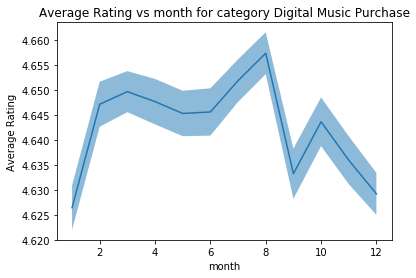 Average Rating vs month for category Digital Music Purchase
4.660
4.655
4.650
4.645
4.640
4.635
4.630
4.625
4.620
Average Rating
2 4 6 8 10 12
month